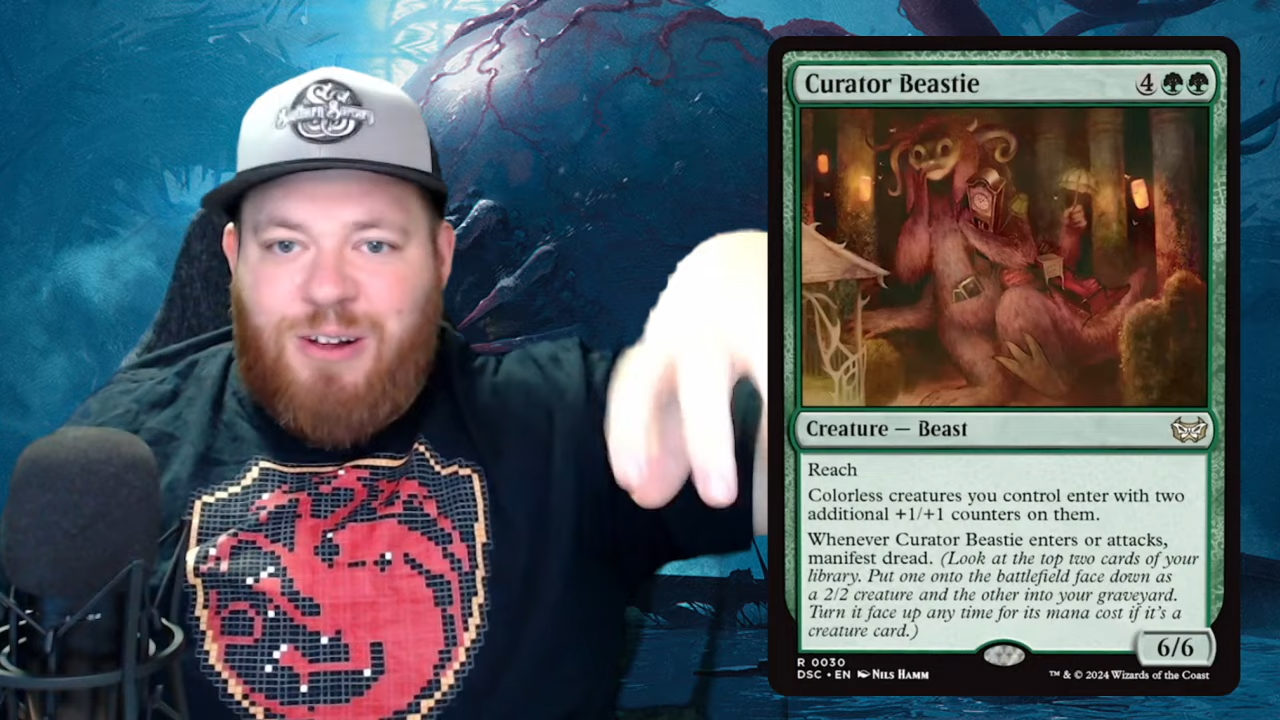 Curator Beastie 4
Creature — Beast
Reach
Colorless creatures you control enter with two
additional +1/+1 counters on them.
Whenever Curator Beastie enters or attacks,
manifest dread. (Look at the top two cards of your
library. Put one onto the battlefield face down as
a 2/2 creature and the other into your graveyard.
Turn it face up any time for its mana cost if it's a
creature card.)
6/6
R 0030
DSC • EN Nils Hamm
™ & © 2024 Wizards of the Coast